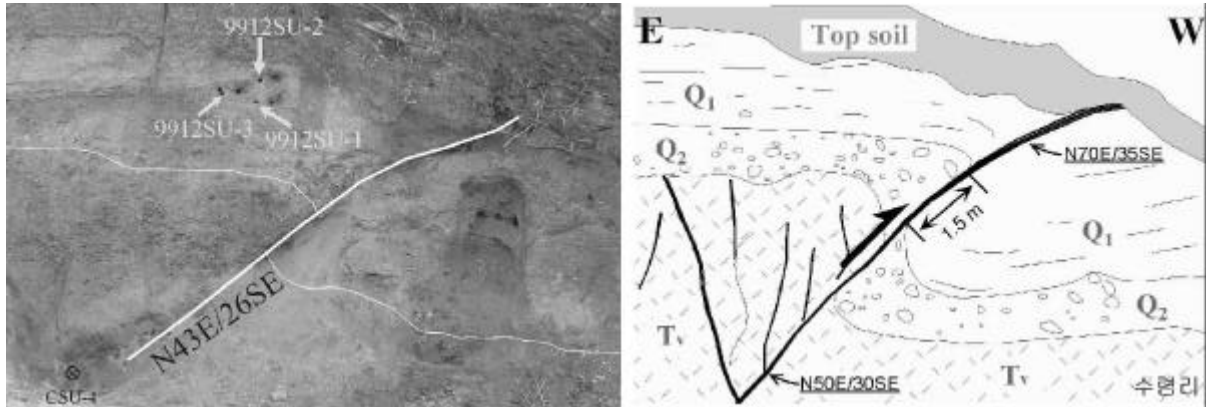 9912SU-2
9912SU-3
9912SU-1
N43E/26SE
CSU-4
E
Top soil
W
Q1
Q2
N70E/35SE
1.5 m
Q1
Q2
Tv
N50E/30SE
Tv
수령리